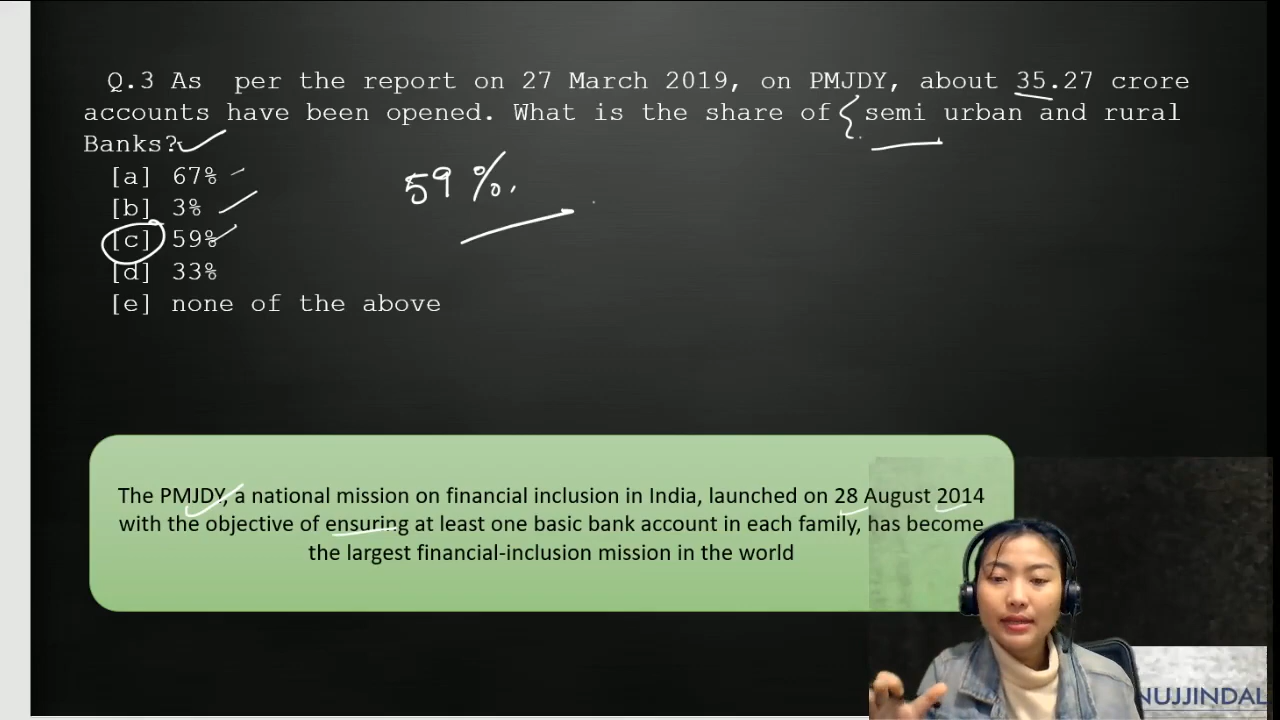 Q.3 As per the report on 27 March 2019, on PMJDY, about 35.27 crore
accounts have been opened. What is the share of semi urban and rural
Banks?
[a] 67%
[b] 3%
[c] 59%
[d] 33%
[e] none of the above
59%.
The PMJDY, a national mission on financial inclusion in India, launched on 28 August 2014
with the objective of ensuring at least one basic bank account in each family, has become
the largest financial-inclusion mission in the world
NUJJINDAL